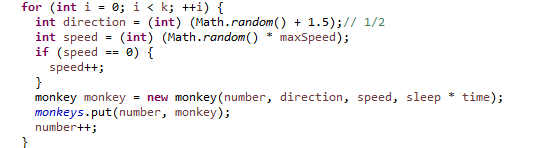 for (int i = 0; i < k; ++i) {
int direction = (int) (Math.random() + 1.5);// 1/2
int speed = (int) (Math.random() * maxSpeed);
if (speed == 0) {
speed++;
}
monkey monkey = new monkey(number, direction, speed, sleep * time);
monkeys.put(number, monkey);
number++;
}